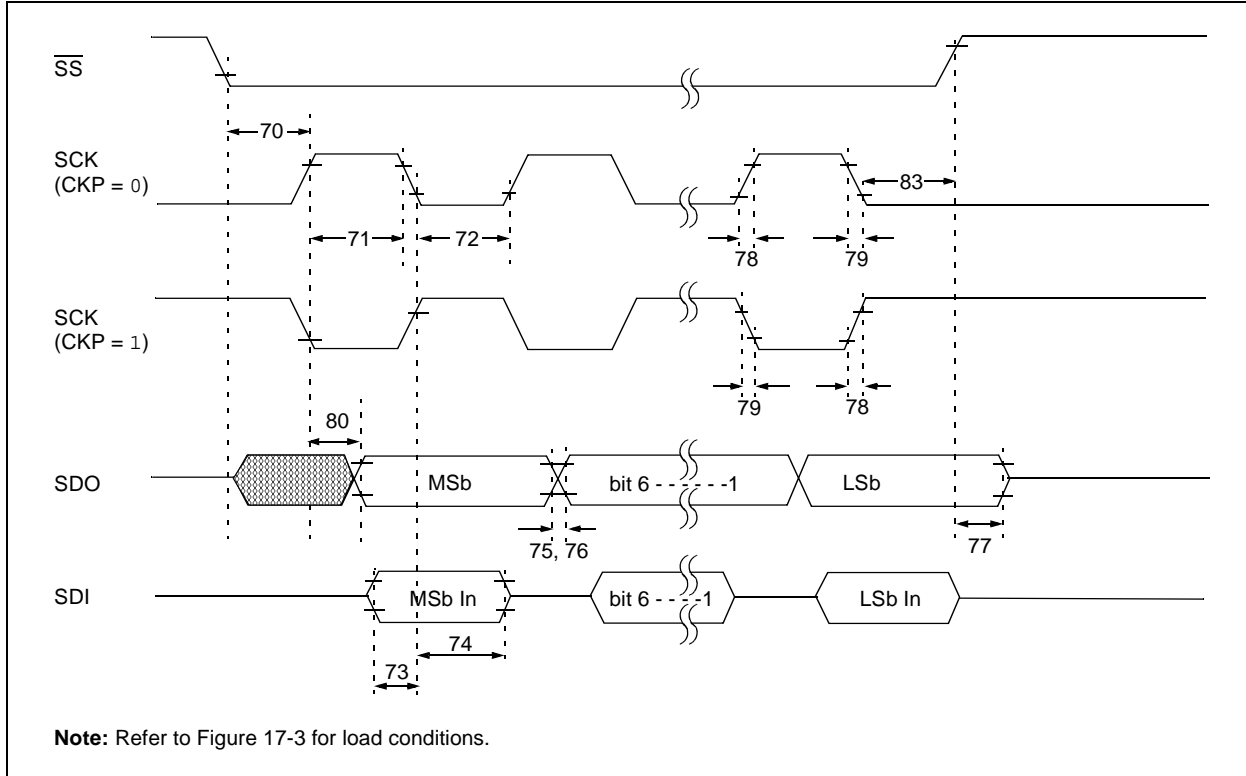 SS
70
SCK
(CKP = 0)
83
71
72
78
79
SCK
(CKP = 1)
79
78
80
SDO
MSb
bit 6 - - - - - -1
LSb
75, 76
77
SDI
MSb In
bit 6 - - - -1
LSb In
74
73
Note: Refer to Figure 17-3 for load conditions.